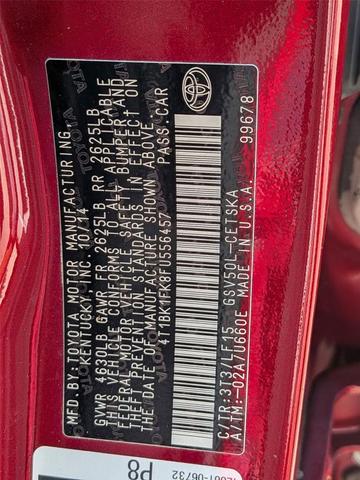 MFD. BY:TOYOTA MOTOR MANUFACTURING,
KENTUCKY,INC. 10/14
GVWR 4630LB GAWR FR 2625LB RR 2625LB
THIS VEHICLE CONFORMS TO ALL APPLICABLE
FEDERAL MOTOR VEHICLE SAFETY, BUMPER, AND
THEFT PREVENTION STANDARDS IN EFFECT ON
THE DATE OF MANUFACTURE SHOWN ABOVE.
4T1BK1FK8FU556457 PASS.CAR
C/TR:3T3/LF15 GSV50L-CETSKA
A/TM:-02A/U660E MADE IN U.S.A. 99678
TOYOTA
P8